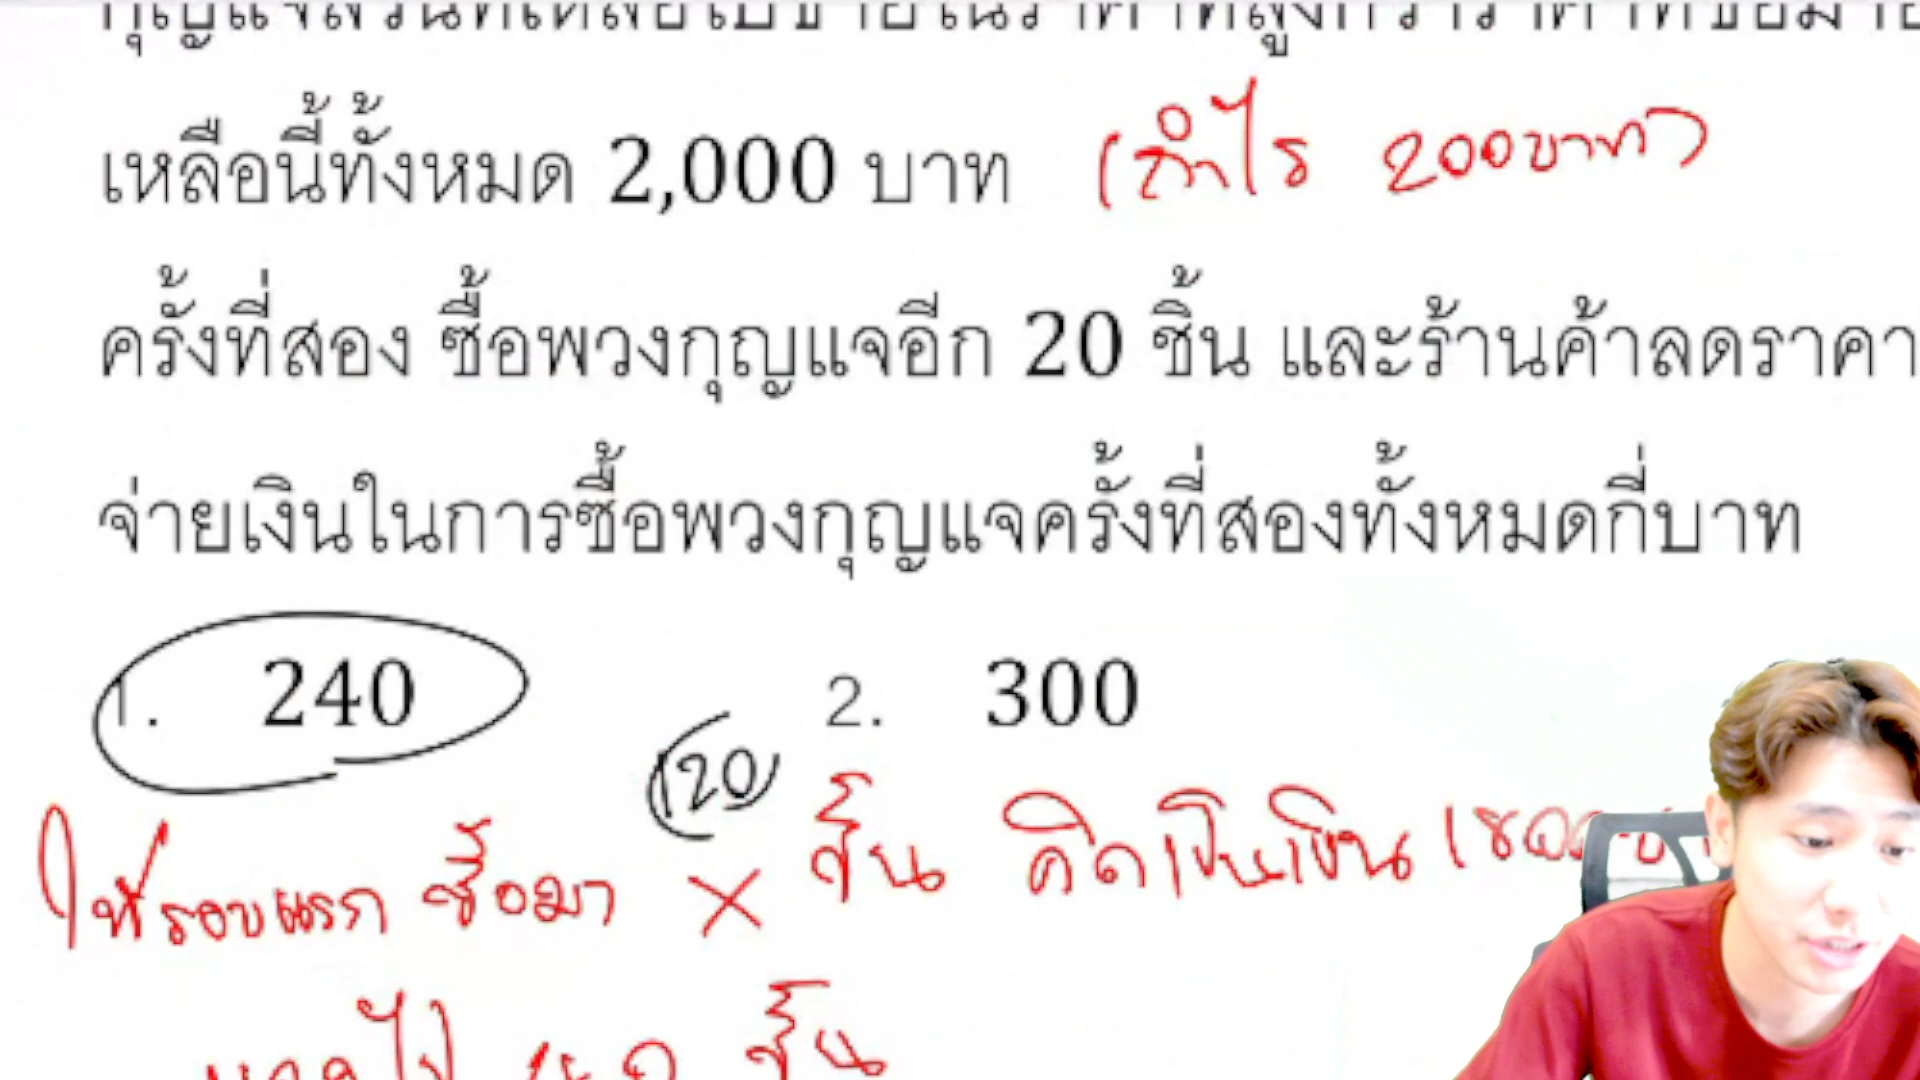 เหลือนี้ทั้งหมด 2,000 บาท (กำไร 200บาท)
ครั้งที่สอง ซื้อพวงกุญแจอีก 20 ชิ้น และร้านค้าลดราคา
จ่ายเงินในการซื้อพวงกุญแจครั้งที่สองทั้งหมดกี่บาท
1. 240 2. 300
(20)
ให้รอบแรก ซื้อมา x ชิ้น คิดเป็นเงิน
ชิ้น